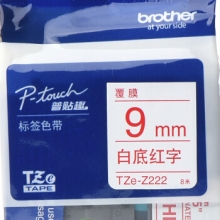 brother
at your side
P-touch
普贴趣
标签色带
TZe
TAPE
覆膜
9 mm
白底红字
TZe-Z222 8米